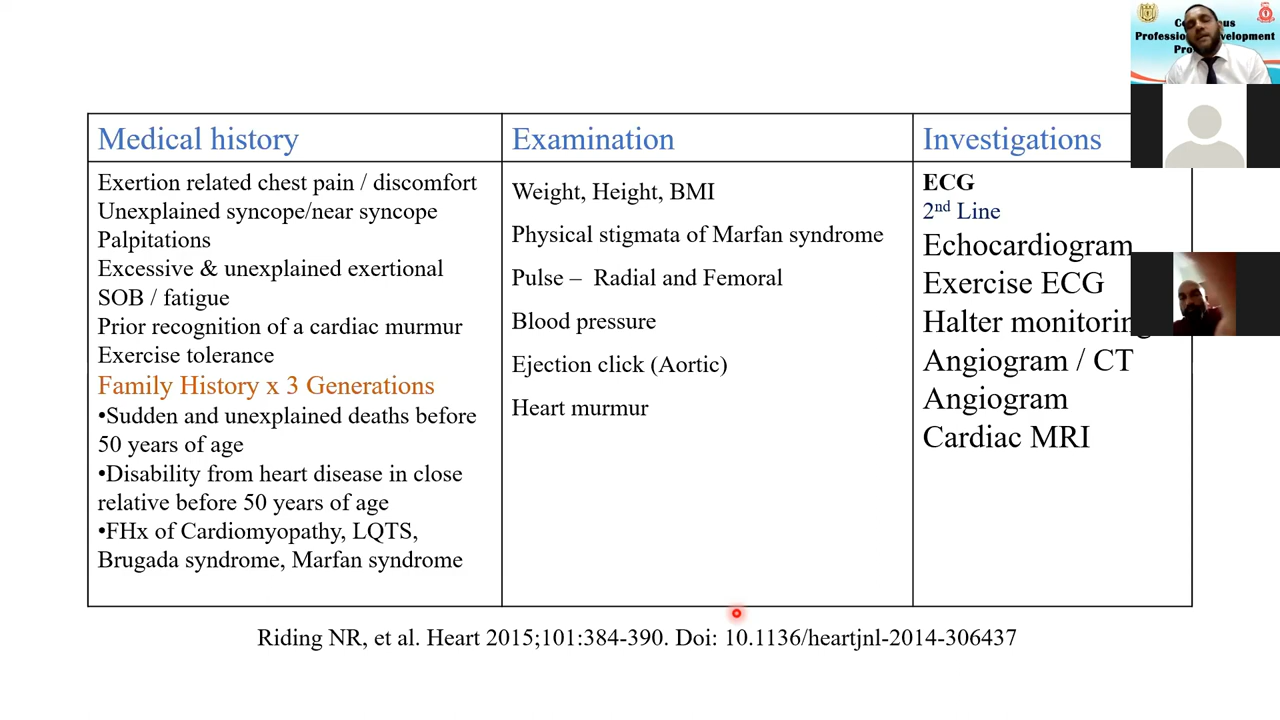 Medical history
Exertion related chest pain / discomfort
Unexplained syncope/near syncope
Palpitations
Excessive & unexplained exertional
SOB / fatigue
Prior recognition of a cardiac murmur
Exercise tolerance
Family History x 3 Generations
•Sudden and unexplained deaths before
50 years of age
•Disability from heart disease in close
relative before 50 years of age
•FHx of Cardiomyopathy, LQTS,
Brugada syndrome, Marfan syndrome
Examination
Weight, Height, BMI
Physical stigmata of Marfan syndrome
Pulse – Radial and Femoral
Blood pressure
Ejection click (Aortic)
Heart murmur
Investigations
ECG
2nd Line
Echocardiogram
Exercise ECG
Halter monitoring
Angiogram / CT
Angiogram
Cardiac MRI
Riding NR, et al. Heart 2015;101:384-390. Doi: 10.1136/heartjnl-2014-306437